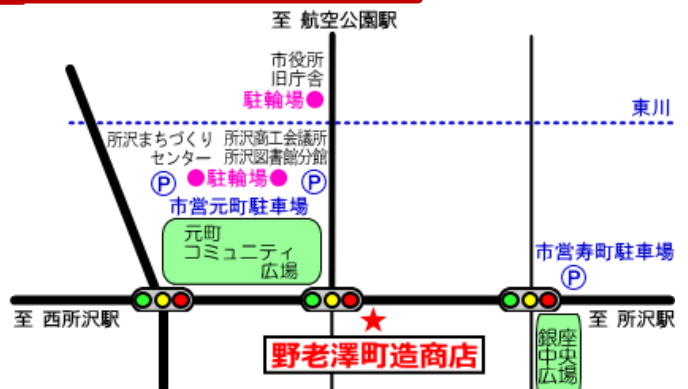 至 航空公園駅
市役所
旧庁舎
駐輪場●
東川
所沢まちづくり
センター
所沢商工会議所
所沢図書館分館
P
●駐輪場●
P
市営元町駐車場
元町
コミュニティ
広場
市営寿町駐車場
P
至 西所沢駅
至 所沢駅
★
野老澤町造商店
銀座
中央
広場